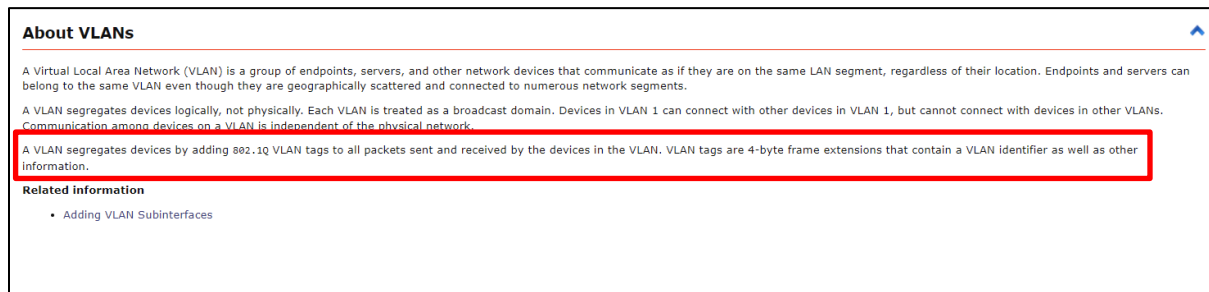 About VLANs
A Virtual Local Area Network (VLAN) is a group of endpoints, servers, and other network devices that communicate as if they are on the same LAN segment, regardless of their location. Endpoints and servers can
belong to the same VLAN even though they are geographically scattered and connected to numerous network segments.
A VLAN segregates devices logically, not physically. Each VLAN is treated as a broadcast domain. Devices in VLAN 1 can connect with other devices in VLAN 1, but cannot connect with devices in other VLANs.
Communication among devices on a VLAN is independent of the physical network.
A VLAN segregates devices by adding 802.1Q VLAN tags to all packets sent and received by the devices in the VLAN. VLAN tags are 4-byte frame extensions that contain a VLAN identifier as well as other
information.
Related information
• Adding VLAN Subinterfaces